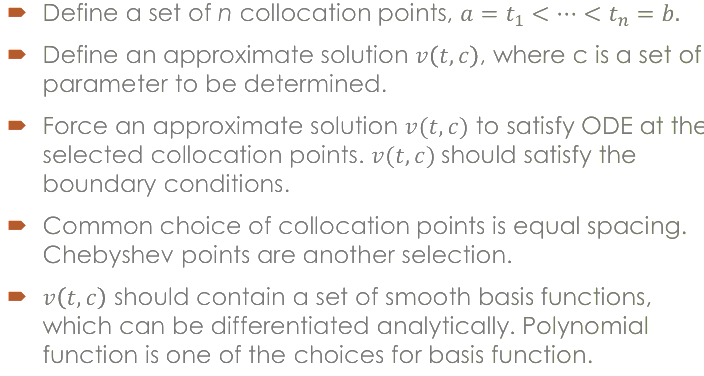 Define a set of n collocation points, a = t₁ < ⋯ < tₙ = b.
Define an approximate solution v(t, c), where c is a set of
parameter to be determined.
Force an approximate solution v(t, c) to satisfy ODE at the
selected collocation points. v(t, c) should satisfy the
boundary conditions.
Common choice of collocation points is equal spacing.
Chebyshev points are another selection.
v(t, c) should contain a set of smooth basis functions,
which can be differentiated analytically. Polynomial
function is one of the choices for basis function.